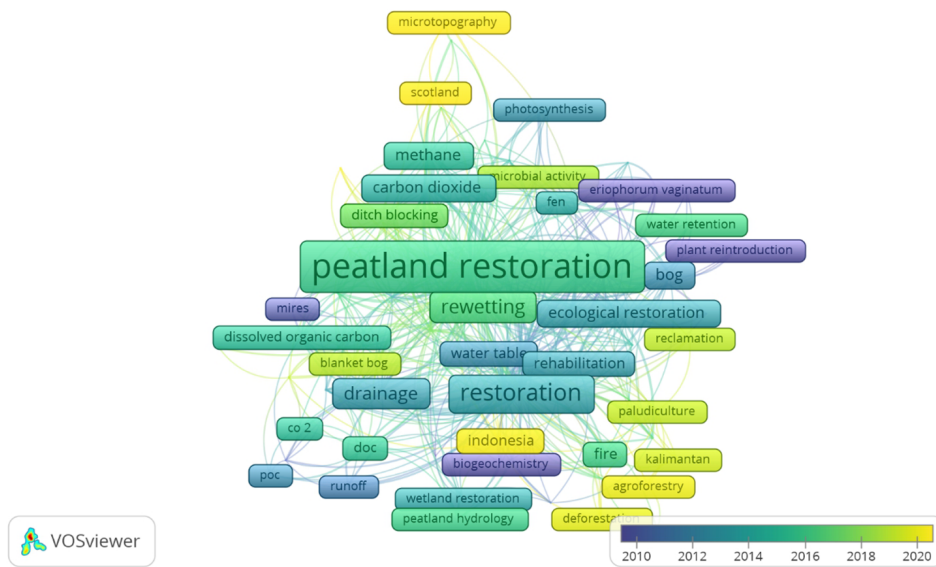 microtopography
scotland
photosynthesis
methane
microbial activity
carbon dioxide
eriophorum vaginatum
fen
ditch blocking
water retention
plant reintroduction
peatland restoration
bog
mires
rewetting
ecological restoration
dissolved organic carbon
reclamation
water table
blanket bog
rehabilitation
drainage
restoration
paludiculture
co 2
indonesia
doc
fire
kalimantan
biogeochemistry
poc
runoff
agroforestry
wetland restoration
peatland hydrology
deforestation
VOSviewer
2010 2012 2014 2016 2018 2020